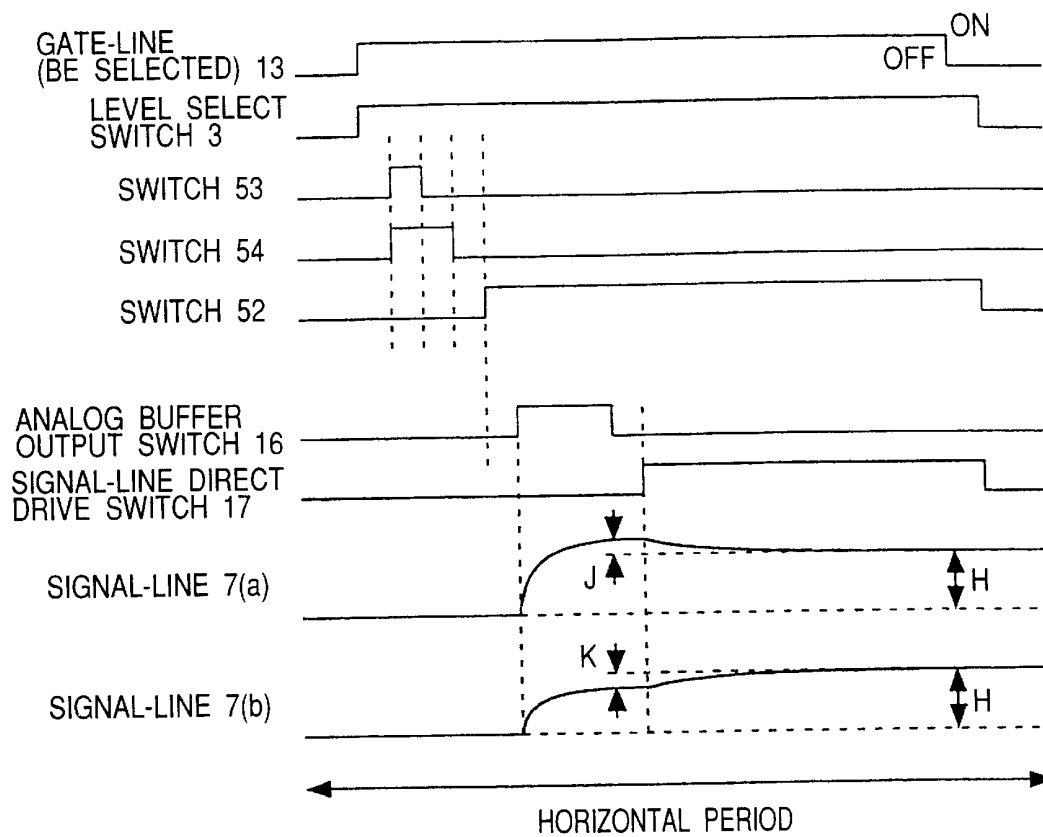 GATE-LINE
(BE SELECTED) 13
ON
OFF
LEVEL SELECT
SWITCH 3
SWITCH 53
SWITCH 54
SWITCH 52
ANALOG BUFFER
OUTPUT SWITCH 16
SIGNAL-LINE DIRECT
DRIVE SWITCH 17
SIGNAL-LINE 7(a)
J
H
K
SIGNAL-LINE 7(b)
H
HORIZONTAL PERIOD